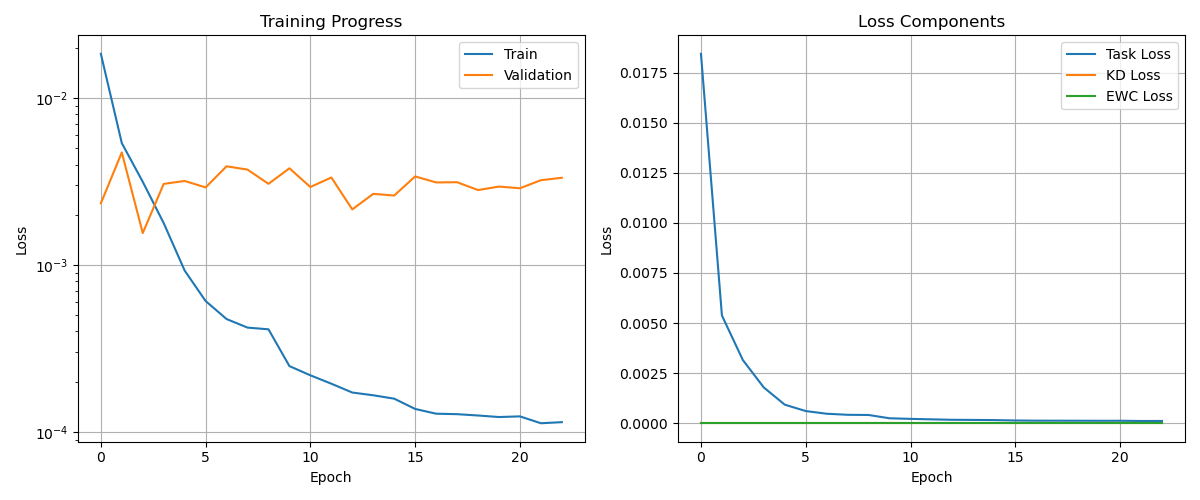 Training Progress
Loss
10⁻²
10⁻³
10⁻⁴
Train
Validation
0 5 10 15 20
Epoch
Loss Components
Loss
0.0175
0.0150
0.0125
0.0100
0.0075
0.0050
0.0025
0.0000
Task Loss
KD Loss
EWC Loss
0 5 10 15 20
Epoch